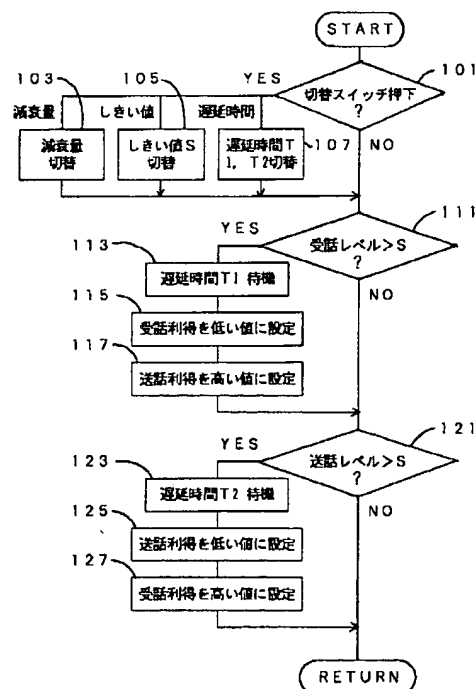 START
101
切替スイッチ押下
?
YES
NO
103
105
減衰量
しきい値
遅延時間
減衰量
切替
しきい値S
切替
遅延時間T
1, T2切替
107
111
受話レベル>S
?
YES
NO
113
遅延時間T1 待機
115
受話利得を低い値に設定
117
送話利得を高い値に設定
121
送話レベル>S
?
YES
NO
123
遅延時間T2 待機
125
送話利得を低い値に設定
127
受話利得を高い値に設定
RETURN